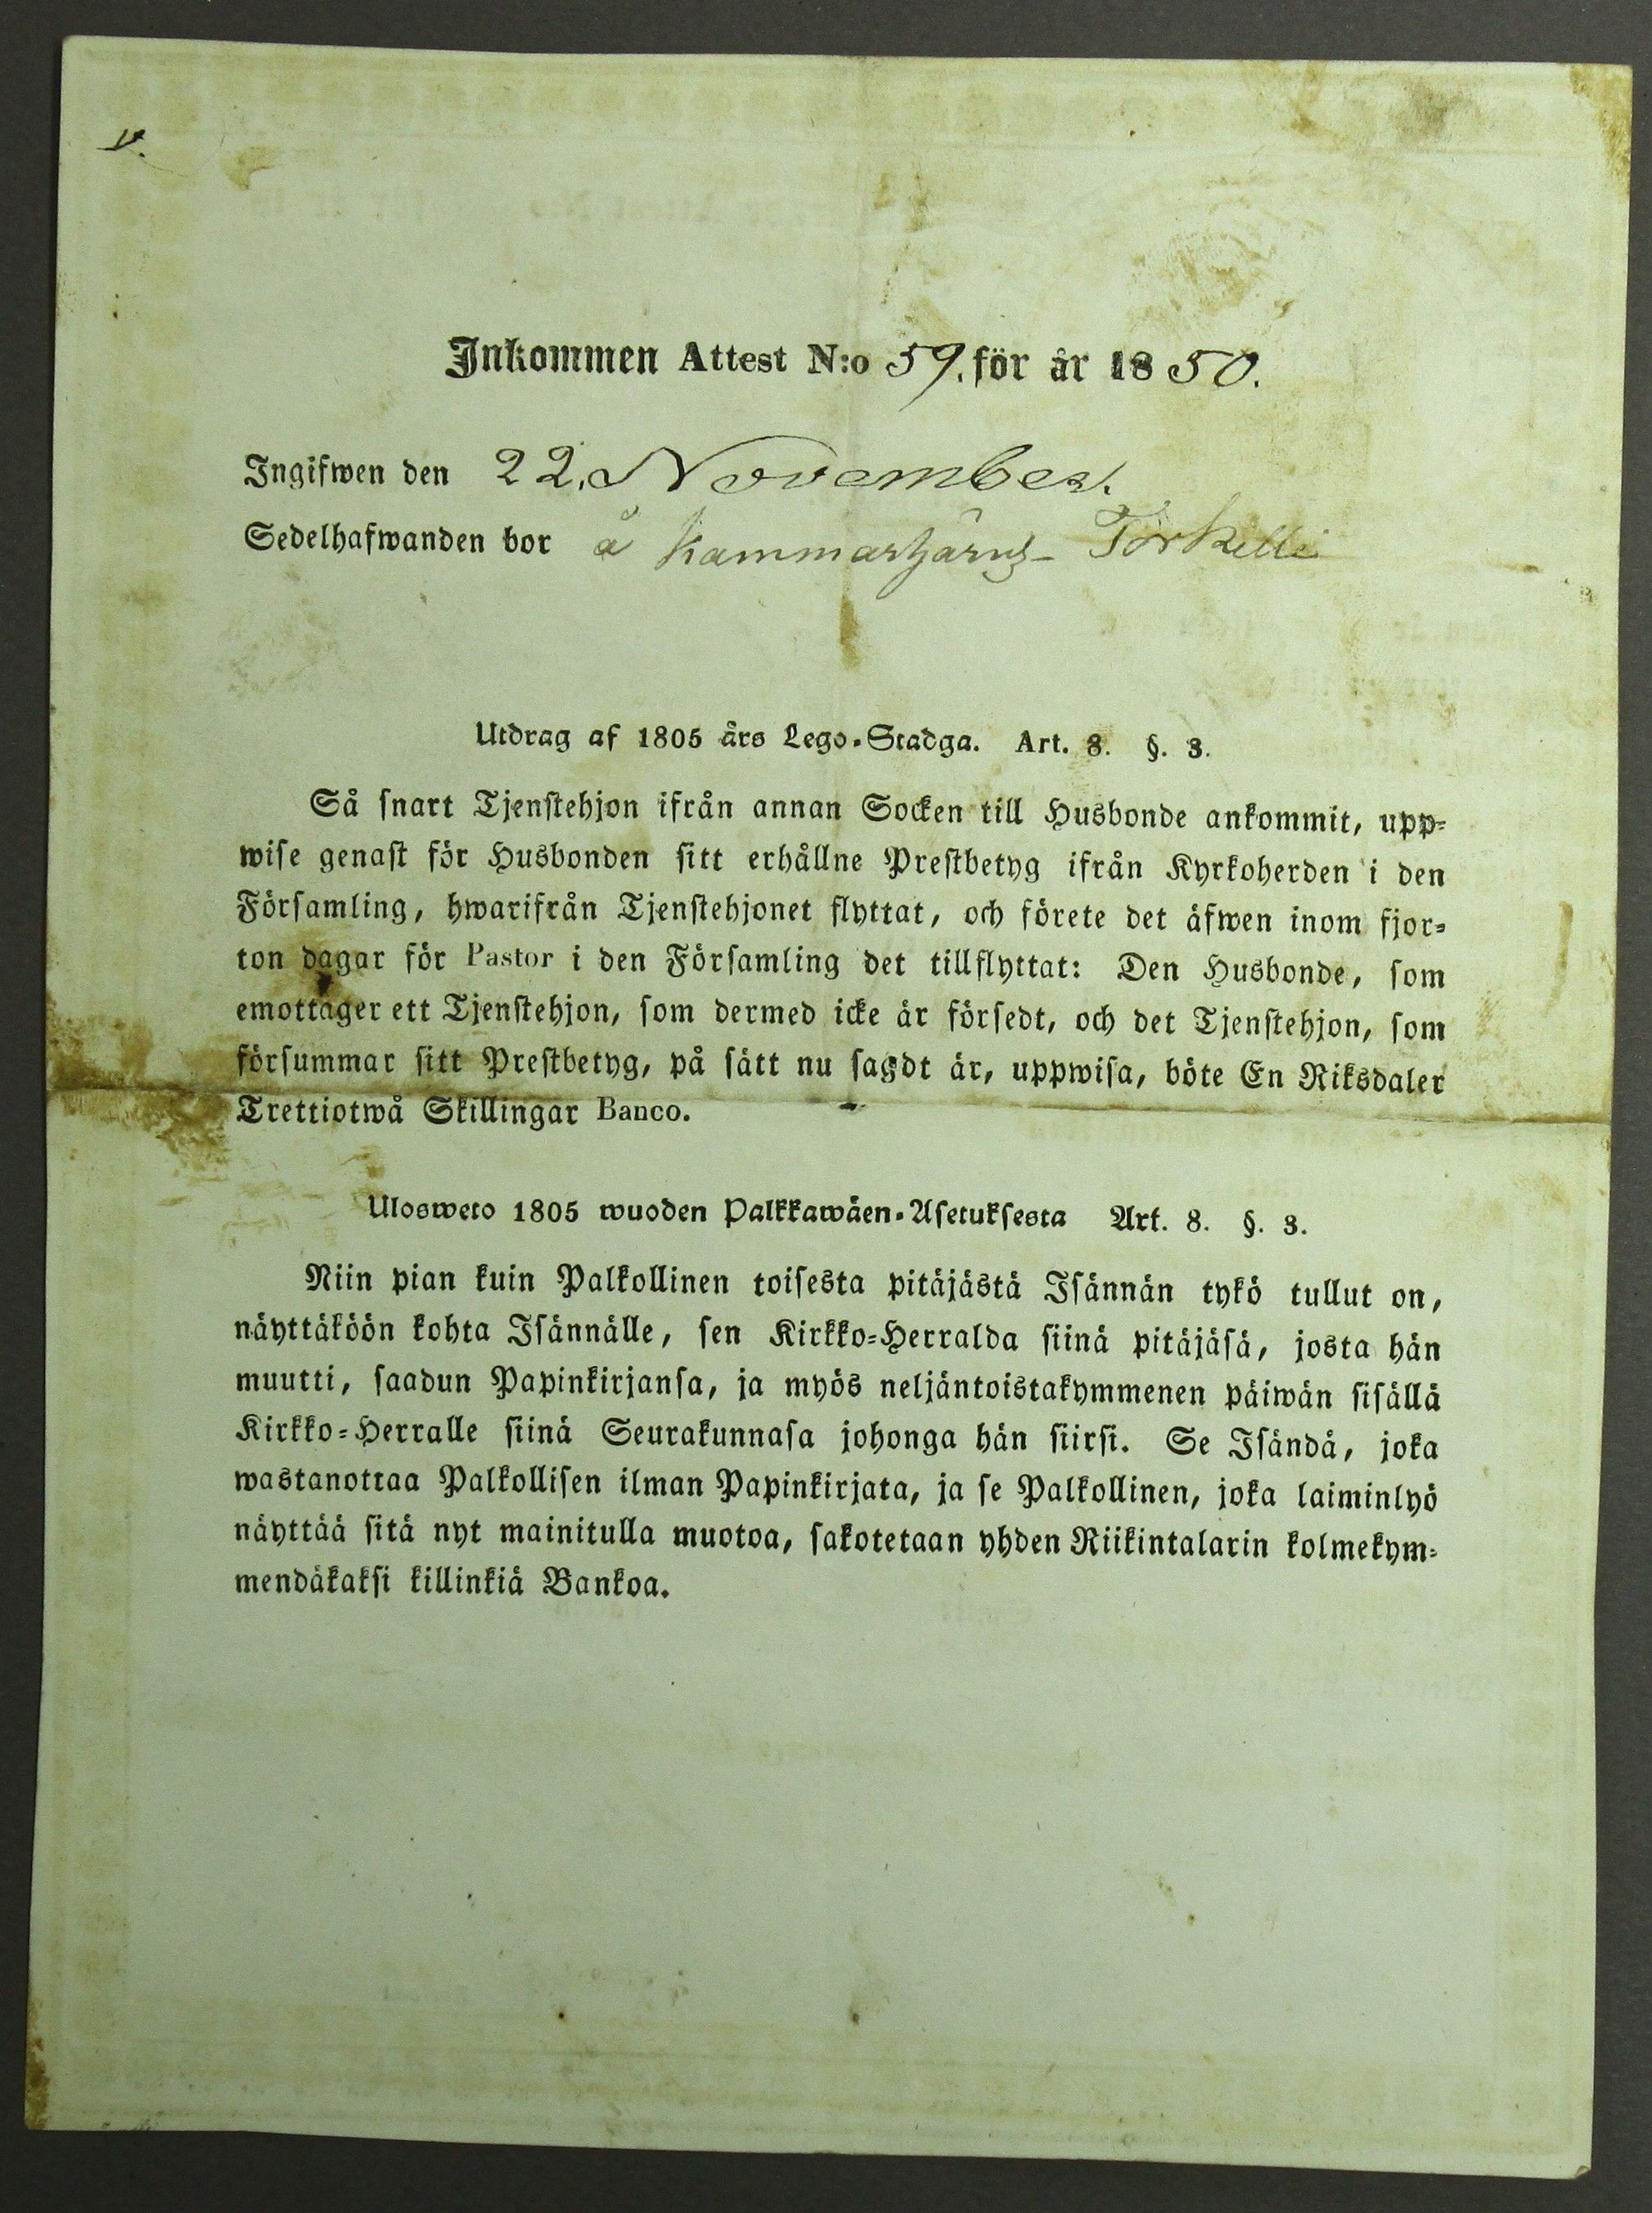 Inkommen Attest N:o 59. för år 1850.
Ingifwen den 22. November.
Sedelhafwanden bor å Torkelli
Utdrag af 1805 års Lego-Stadga. Art. 8. §. 3.
Så snart Tjenstehjon ifrån annan Socken till Husbonde ankommit, upp-
wise genast för Husbonden sitt erhållne Prestbetyg ifrån Kyrkoherden i den
Församling, hwarifrån Tjenstehjonet flyttat, och förete det äfwen inom fjor-
ton dagar för Pastor i den Församling det tillflyttat: Den Husbonde, som
emottager ett Tjenstehjon, som dermed icke är försedt, och det Tjenstehjon, som
försummar sitt Prestbetyg, på sätt nu sagdt är, uppwisa, böte En Riksdaler
Trettiotwå Skillingar Banco.
Ulosweto 1805 wuoden Palkkawäen-Asetuksesta Art. 8. §. 3.
Niin pian kuin Palkollinen toisesta pitäjästä Isännän tykö tullut on,
näyttäköön kohta Isännälle, sen Kirkko-Herralda siinä pitäjäsä, josta hän
muutti, saadun Papinkirjansa, ja myös neljäntoistakymmenen päiwän sisällä
Kirkko-Herralle siinä Seurakunnasa johonga hän siirsi. Se Isändä, joka
wastanottaa Palkollisen ilman Papinkirjata, ja se Palkollinen, joka laiminlyö
näyttää sitä nyt mainitulla muotoa, sakotetaan yhden Riikintalarin kolmekym-
mendäkaksi killinkiä Bankoa.